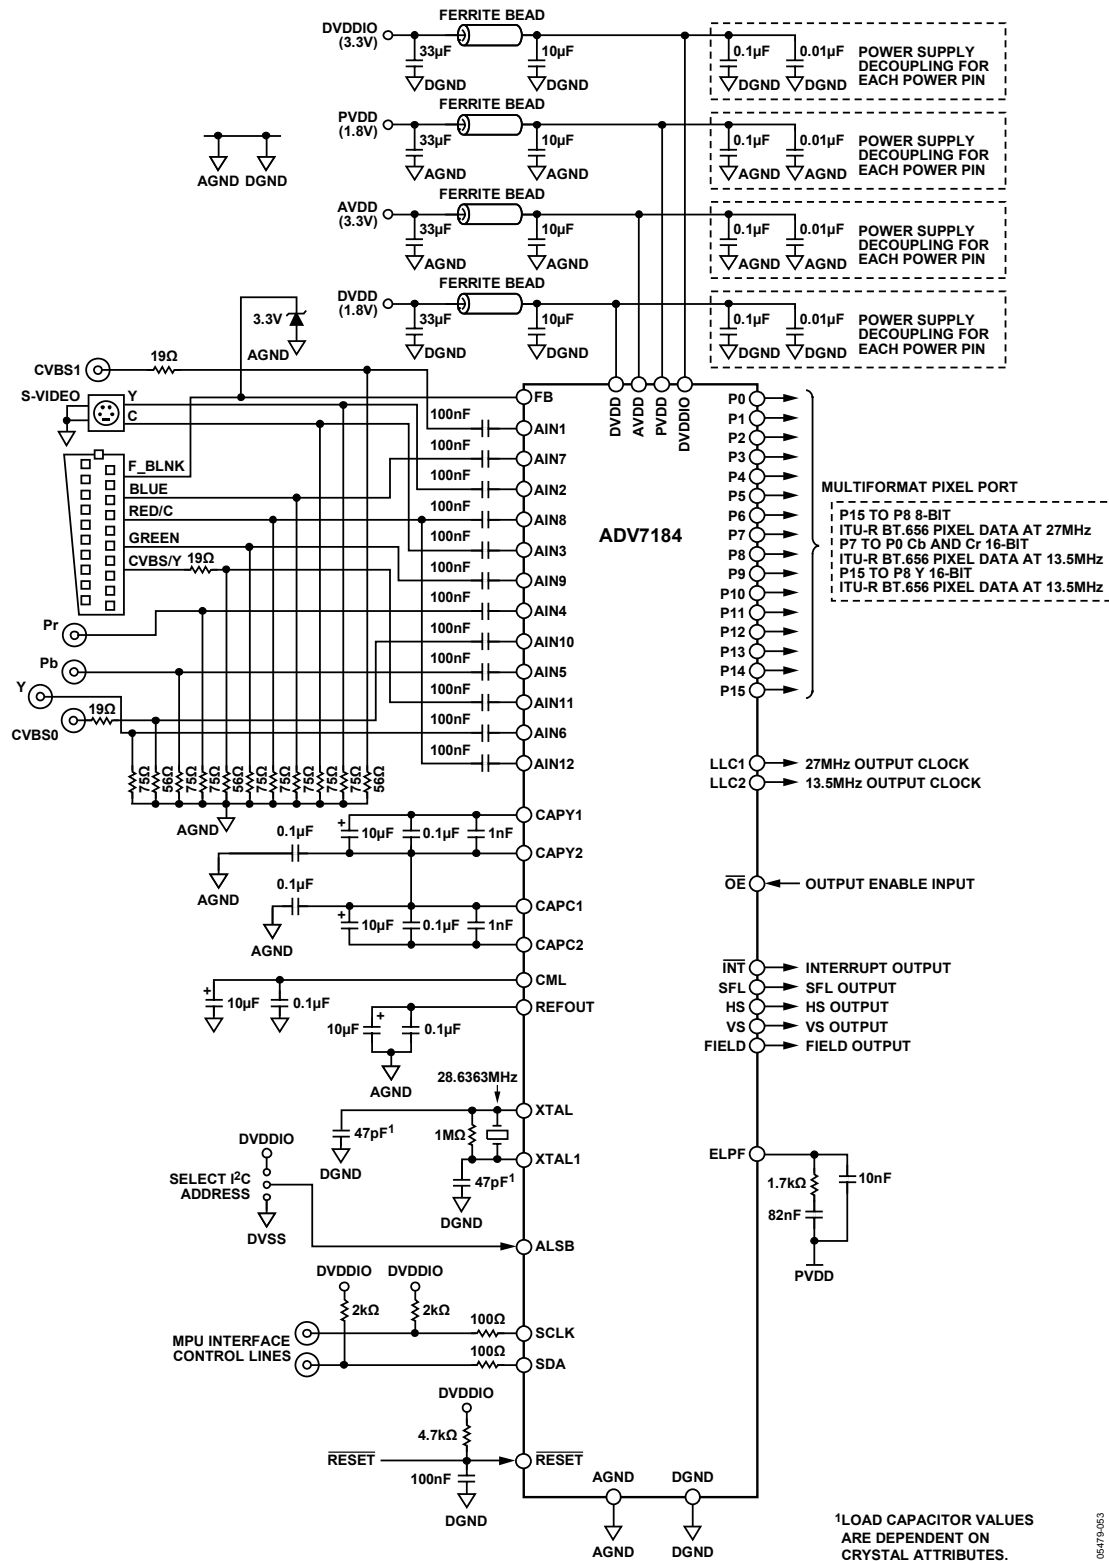 FERRITE BEAD
DVDDIO
(3.3V)
33µF
10µF
0.1µF
0.01µF
DGND
DGND
DGND
DGND
POWER SUPPLY
DECOUPLING FOR
EACH POWER PIN
FERRITE BEAD
PVDD
(1.8V)
33µF
10µF
0.1µF
0.01µF
AGND
AGND
AGND
AGND
POWER SUPPLY
DECOUPLING FOR
EACH POWER PIN
AGND
DGND
FERRITE BEAD
AVDD
(3.3V)
33µF
10µF
0.1µF
0.01µF
AGND
AGND
AGND
AGND
POWER SUPPLY
DECOUPLING FOR
EACH POWER PIN
FERRITE BEAD
DVDD
(1.8V)
33µF
10µF
0.1µF
0.01µF
DGND
DGND
DGND
DGND
POWER SUPPLY
DECOUPLING FOR
EACH POWER PIN
3.3V
AGND
CVBS1
19Ω
S-VIDEO
Y
C
F_BLNK
BLUE
RED/C
GREEN
CVBS/Y
19Ω
Pr
Pb
Y
19Ω
CVBS0
75Ω
56Ω
75Ω
75Ω
56Ω
75Ω
75Ω
75Ω
75Ω
75Ω
56Ω
AGND
100nF
100nF
100nF
100nF
100nF
100nF
100nF
100nF
100nF
100nF
100nF
100nF
FB
AIN1
AIN7
AIN2
AIN8
AIN3
AIN9
AIN4
AIN10
AIN5
AIN11
AIN6
AIN12
DVDD
AVDD
PVDD
DVDDIO
ADV7184
P0
P1
P2
P3
P4
P5
P6
P7
P8
P9
P10
P11
P12
P13
P14
P15
MULTIFORMAT PIXEL PORT
P15 TO P8 8-BIT
ITU-R BT.656 PIXEL DATA AT 27MHz
P7 TO P0 Cb AND Cr 16-BIT
ITU-R BT.656 PIXEL DATA AT 13.5MHz
P15 TO P8 Y 16-BIT
ITU-R BT.656 PIXEL DATA AT 13.5MHz
LLC1
27MHz OUTPUT CLOCK
LLC2
13.5MHz OUTPUT CLOCK
CAPY1
+
10µF
0.1µF
1nF
0.1µF
CAPY2
AGND
OE
OUTPUT ENABLE INPUT
0.1µF
CAPC1
AGND
+
10µF
0.1µF
1nF
CAPC2
INT
INTERRUPT OUTPUT
SFL
SFL OUTPUT
HS
HS OUTPUT
VS
VS OUTPUT
FIELD
FIELD OUTPUT
CML
+
10µF
0.1µF
REFOUT
10µF
+
0.1µF
AGND
28.6363MHz
XTAL
47pF1
1MΩ
DGND
XTAL1
47pF1
DGND
DVDDIO
SELECT I2C
ADDRESS
DVSS
ALSB
ELPF
1.7kΩ
10nF
82nF
PVDD
DVDDIO
DVDDIO
2kΩ
2kΩ
MPU INTERFACE
CONTROL LINES
100Ω
SCLK
100Ω
SDA
DVDDIO
4.7kΩ
RESET
RESET
100nF
DGND
AGND
DGND
AGND
DGND
1LOAD CAPACITOR VALUES
ARE DEPENDENT ON
CRYSTAL ATTRIBUTES.
05479-053